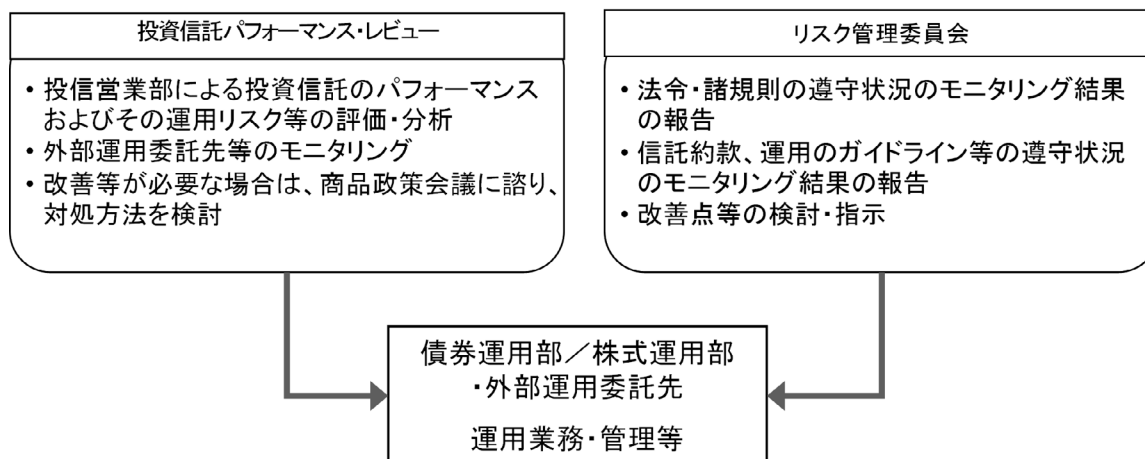 投資信託パフォーマンス・レビュー
・投信営業部による投資信託のパフォーマンス
およびその運用リスク等の評価・分析
・外部運用委託先等のモニタリング
・改善等が必要な場合は、商品政策会議に諮り、
対処方法を検討
リスク管理委員会
・法令・諸規則の遵守状況のモニタリング結果
の報告
・信託約款、運用のガイドライン等の遵守状況
のモニタリング結果の報告
・改善点等の検討・指示
債券運用部／株式運用部
・外部運用委託先
運用業務・管理等